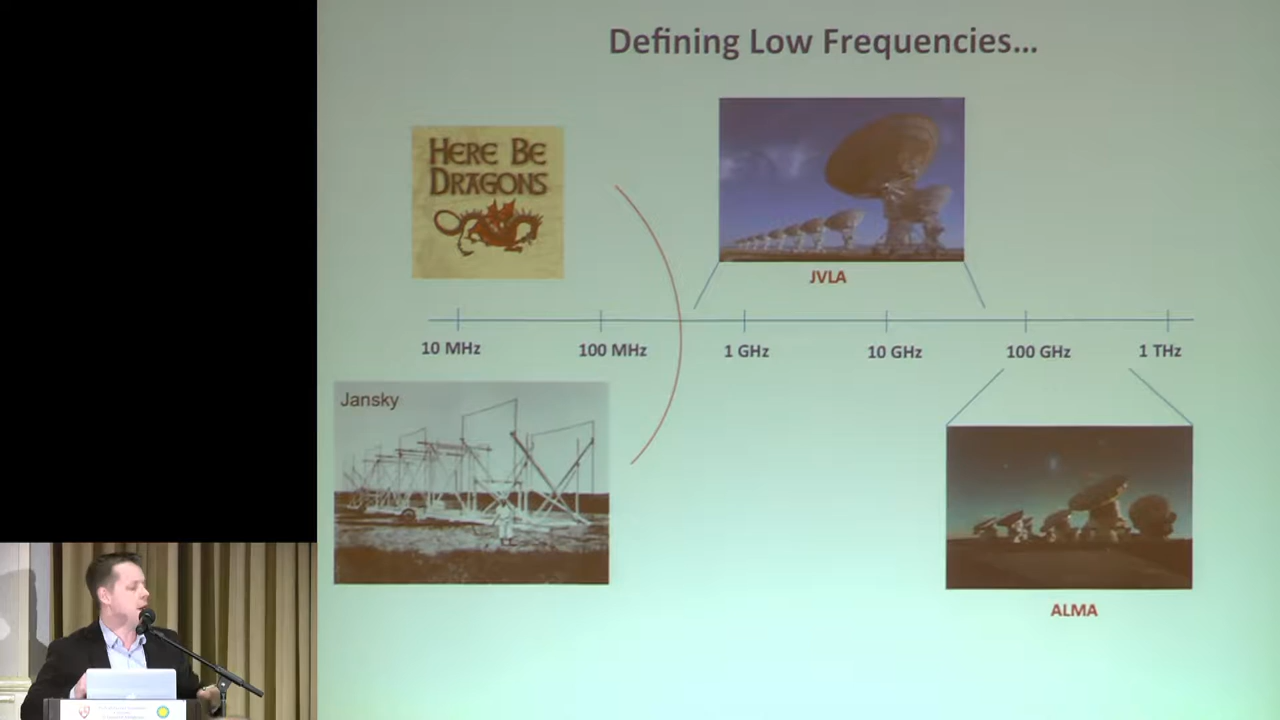 Defining Low Frequencies...
HERE BE
DRAGONS
JVLA
10 MHz
100 MHz
1 GHz
10 GHz
100 GHz
1 THz
Jansky
ALMA